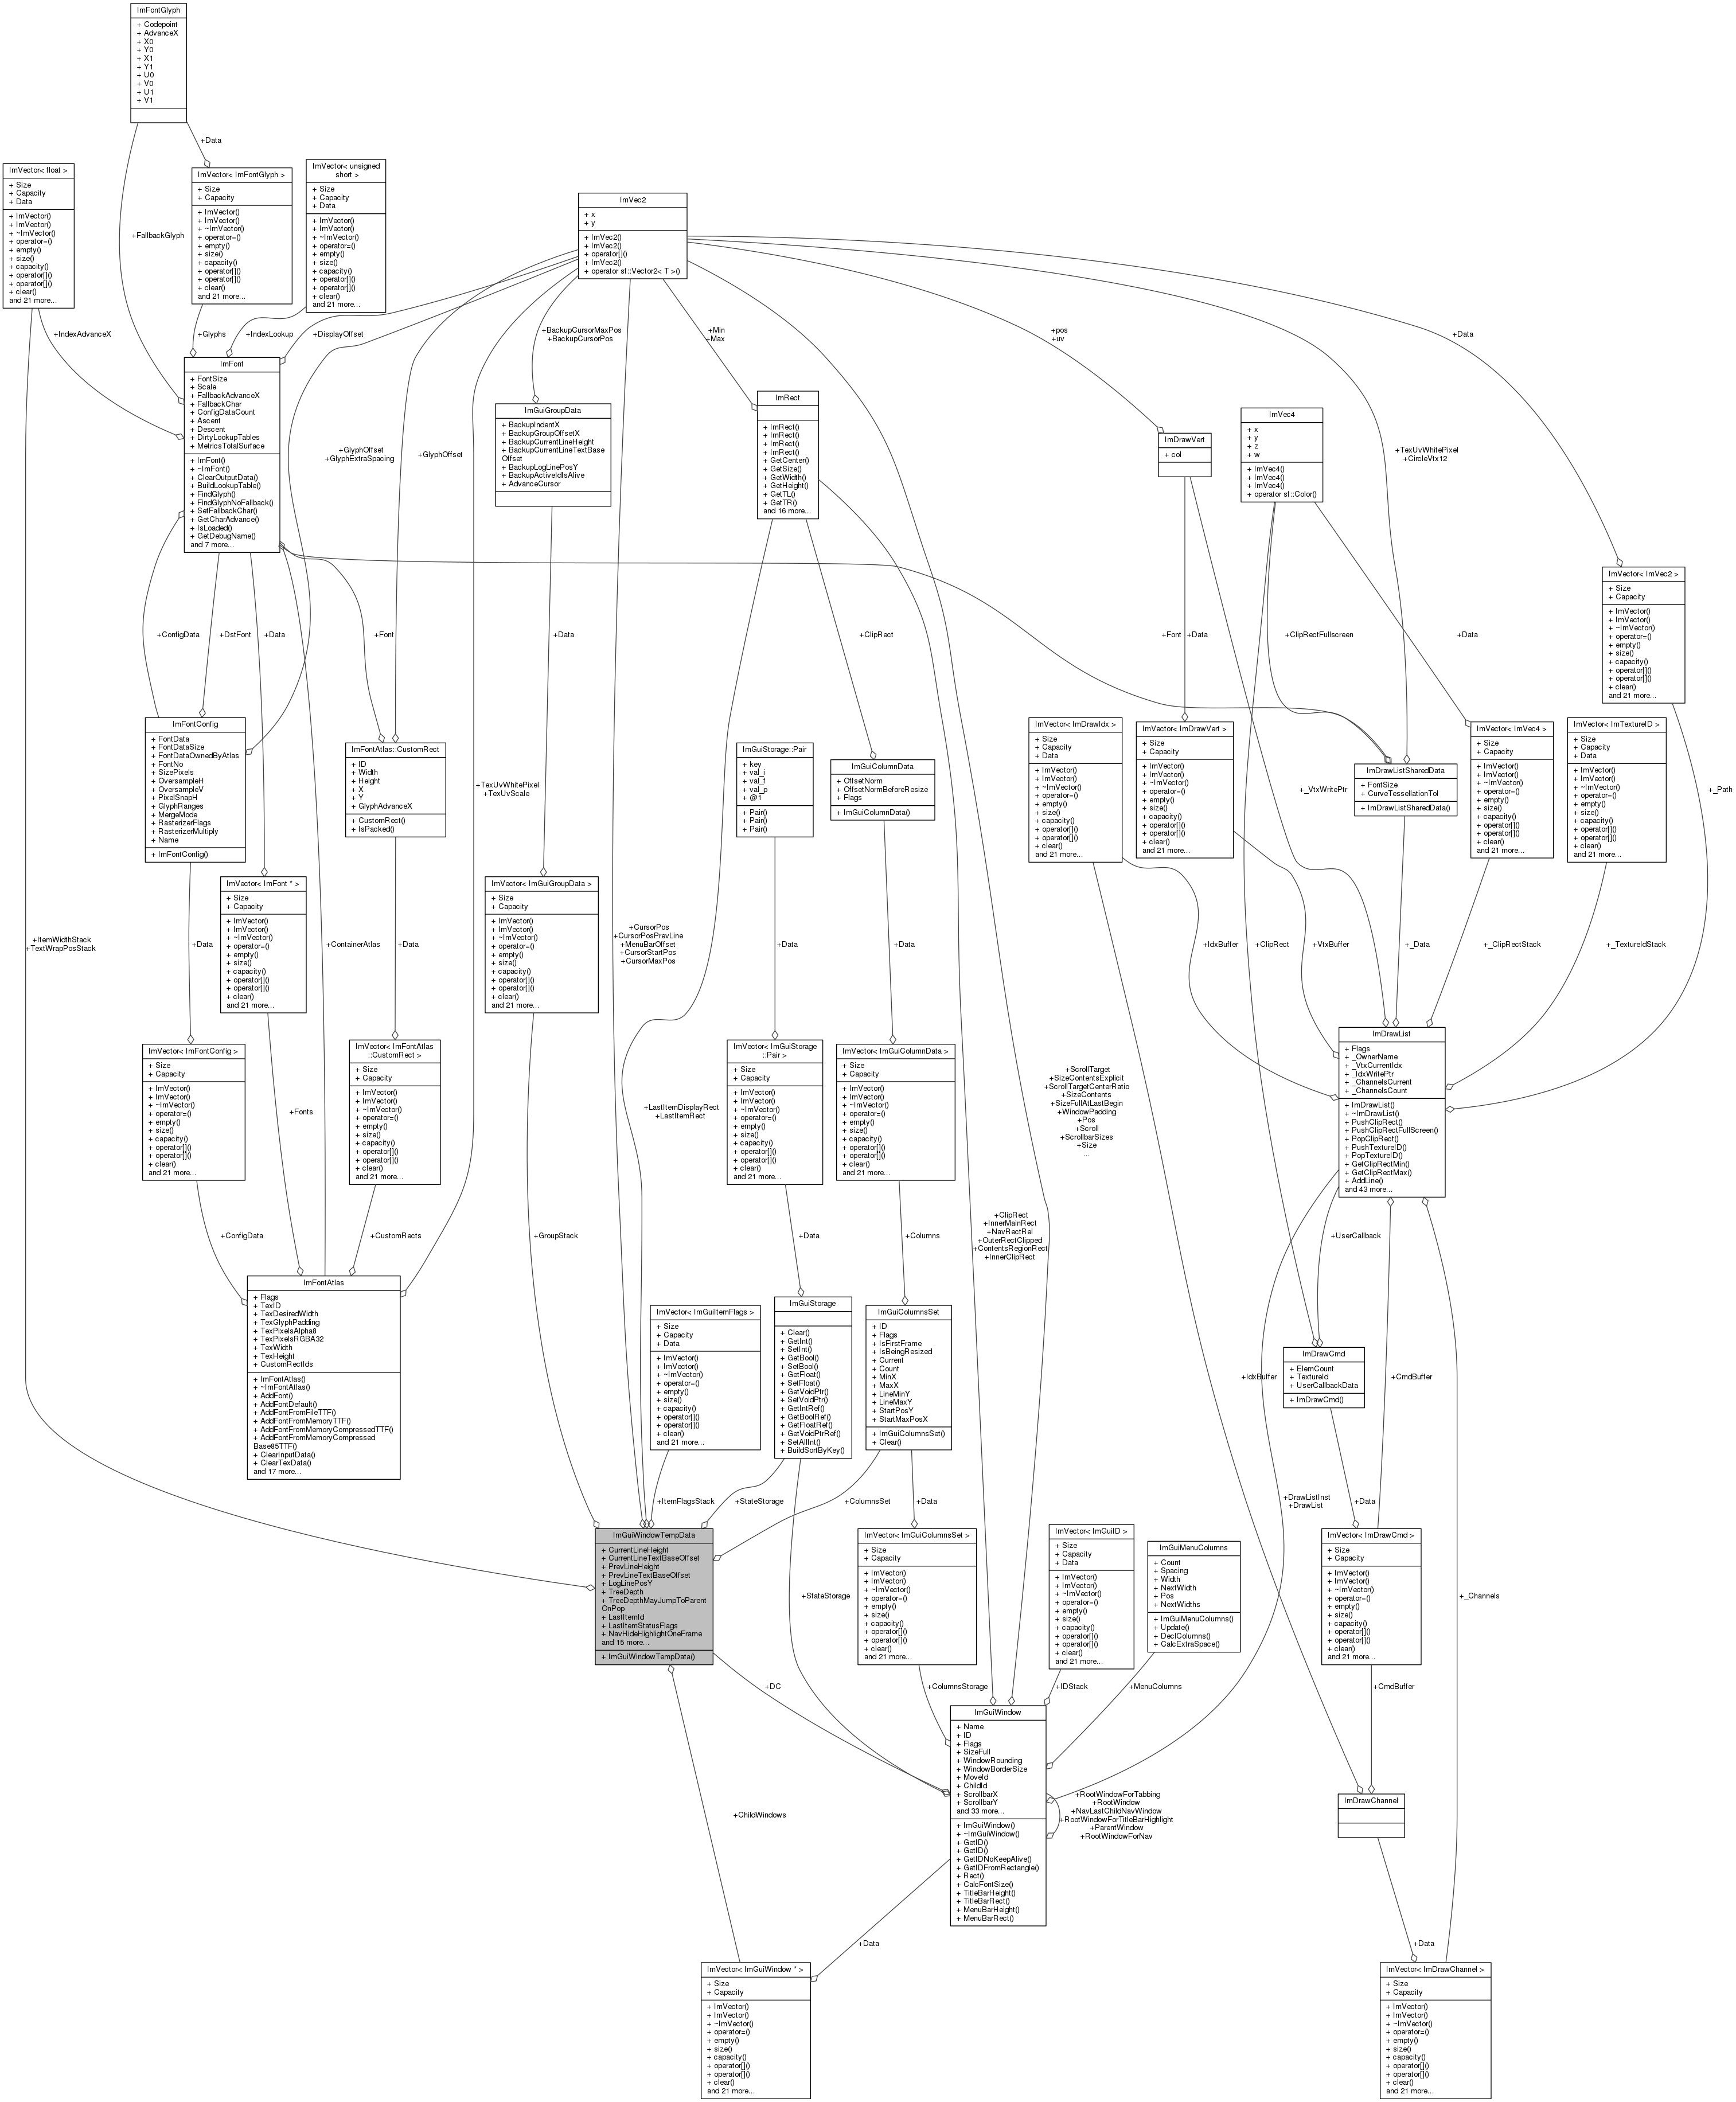 ImFontGlyph
+ Codepoint
+ AdvanceX
+ X0
+ Y0
+ X1
+ Y1
+ U0
+ V0
+ U1
+ V1
+Data
ImVector< float >
+ Size
+ Capacity
+ Data
+ ImVector()
+ ImVector()
+ ~ImVector()
+ operator=()
+ empty()
+ size()
+ capacity()
+ operator[]()
+ operator[]()
+ clear()
and 21 more...
+FallbackGlyph
ImVector< ImFontGlyph >
+ Size
+ Capacity
+ ImVector()
+ ImVector()
+ ~ImVector()
+ operator=()
+ empty()
+ size()
+ capacity()
+ operator[]()
+ operator[]()
+ clear()
and 21 more...
ImVector< unsigned
short >
+ Size
+ Capacity
+ Data
+ ImVector()
+ ImVector()
+ ~ImVector()
+ operator=()
+ empty()
+ size()
+ capacity()
+ operator[]()
+ operator[]()
+ clear()
and 21 more...
ImVec2
+ x
+ y
+ ImVec2()
+ ImVec2()
+ operator[]()
+ ImVec2()
+ operator sf::Vector2< T >()
+IndexAdvanceX
+Glyphs
+IndexLookup
+DisplayOffset
+BackupCursorMaxPos
+BackupCursorPos
+Min
+Max
+pos
+uv
+Data
ImFont
+ FontSize
+ Scale
+ FallbackAdvanceX
+ FallbackChar
+ ConfigDataCount
+ Ascent
+ Descent
+ DirtyLookupTables
+ MetricsTotalSurface
+ ImFont()
+ ~ImFont()
+ ClearOutputData()
+ BuildLookupTable()
+ FindGlyph()
+ FindGlyphNoFallback()
+ SetFallbackChar()
+ GetCharAdvance()
+ IsLoaded()
+ GetDebugName()
and 7 more...
+GlyphOffset
+GlyphExtraSpacing
+GlyphOffset
ImGuiGroupData
+ BackupIndentX
+ BackupGroupOffsetX
+ BackupCurrentLineHeight
+ BackupCurrentLineTextBase
Offset
+ BackupLogLinePosY
+ BackupActiveIdIsAlive
+ AdvanceCursor
ImRect
+ ImRect()
+ ImRect()
+ ImRect()
+ ImRect()
+ GetCenter()
+ GetSize()
+ GetWidth()
+ GetHeight()
+ GetTL()
+ GetTR()
and 16 more...
ImDrawVert
+ col
ImVec4
+ x
+ y
+ z
+ w
+ ImVec4()
+ ImVec4()
+ ImVec4()
+ operator sf::Color()
+TexUvWhitePixel
+CircleVtx12
ImVector< ImVec2 >
+ Size
+ Capacity
+ ImVector()
+ ImVector()
+ ~ImVector()
+ operator=()
+ empty()
+ size()
+ capacity()
+ operator[]()
+ operator[]()
+ clear()
and 21 more...
+ConfigData
+DstFont
+Data
+Font
+Data
+ClipRect
+Font
+Data
+ClipRectFullscreen
+Data
ImFontConfig
+ FontData
+ FontDataSize
+ FontDataOwnedByAtlas
+ FontNo
+ SizePixels
+ OversampleH
+ OversampleV
+ PixelSnapH
+ GlyphRanges
+ MergeMode
+ RasterizerFlags
+ RasterizerMultiply
+ Name
+ ImFontConfig()
ImFontAtlas::CustomRect
+ ID
+ Width
+ Height
+ X
+ Y
+ GlyphAdvanceX
+ CustomRect()
+ IsPacked()
+TexUvWhitePixel
+TexUvScale
ImGuiStorage::Pair
+ key
+ val_i
+ val_f
+ val_p
+ @1
+ Pair()
+ Pair()
+ Pair()
ImGuiColumnData
+ OffsetNorm
+ OffsetNormBeforeResize
+ Flags
+ ImGuiColumnData()
ImVector< ImDrawIdx >
+ Size
+ Capacity
+ Data
+ ImVector()
+ ImVector()
+ ~ImVector()
+ operator=()
+ empty()
+ size()
+ capacity()
+ operator[]()
+ operator[]()
+ clear()
and 21 more...
ImVector< ImDrawVert >
+ Size
+ Capacity
+ ImVector()
+ ImVector()
+ ~ImVector()
+ operator=()
+ empty()
+ size()
+ capacity()
+ operator[]()
+ operator[]()
+ clear()
and 21 more...
+_VtxWritePtr
ImDrawListSharedData
+ FontSize
+ CurveTessellationTol
+ ImDrawListSharedData()
ImVector< ImVec4 >
+ Size
+ Capacity
+ ImVector()
+ ImVector()
+ ~ImVector()
+ operator=()
+ empty()
+ size()
+ capacity()
+ operator[]()
+ operator[]()
+ clear()
and 21 more...
ImVector< ImTextureID >
+ Size
+ Capacity
+ Data
+ ImVector()
+ ImVector()
+ ~ImVector()
+ operator=()
+ empty()
+ size()
+ capacity()
+ operator[]()
+ operator[]()
+ clear()
and 21 more...
+_Path
+ItemWidthStack
+TextWrapPosStack
+Data
ImVector< ImFont * >
+ Size
+ Capacity
+ ImVector()
+ ImVector()
+ ~ImVector()
+ operator=()
+ empty()
+ size()
+ capacity()
+ operator[]()
+ operator[]()
+ clear()
and 21 more...
+ContainerAtlas
+Data
ImVector< ImGuiGroupData >
+ Size
+ Capacity
+ ImVector()
+ ImVector()
+ ~ImVector()
+ operator=()
+ empty()
+ size()
+ capacity()
+ operator[]()
+ operator[]()
+ clear()
and 21 more...
+CursorPos
+CursorPosPrevLine
+MenuBarOffset
+CursorStartPos
+CursorMaxPos
+Data
+Data
+IdxBuffer
+ClipRect
+VtxBuffer
+_Data
+_ClipRectStack
+_TextureIdStack
ImVector< ImFontConfig >
+ Size
+ Capacity
+ ImVector()
+ ImVector()
+ ~ImVector()
+ operator=()
+ empty()
+ size()
+ capacity()
+ operator[]()
+ operator[]()
+ clear()
and 21 more...
+Fonts
ImVector< ImFontAtlas
::CustomRect >
+ Size
+ Capacity
+ ImVector()
+ ImVector()
+ ~ImVector()
+ operator=()
+ empty()
+ size()
+ capacity()
+ operator[]()
+ operator[]()
+ clear()
and 21 more...
+LastItemDisplayRect
+LastItemRect
ImVector< ImGuiStorage
::Pair >
+ Size
+ Capacity
+ ImVector()
+ ImVector()
+ ~ImVector()
+ operator=()
+ empty()
+ size()
+ capacity()
+ operator[]()
+ operator[]()
+ clear()
and 21 more...
ImVector< ImGuiColumnData >
+ Size
+ Capacity
+ ImVector()
+ ImVector()
+ ~ImVector()
+ operator=()
+ empty()
+ size()
+ capacity()
+ operator[]()
+ operator[]()
+ clear()
and 21 more...
+ScrollTarget
+SizeContentsExplicit
+ScrollTargetCenterRatio
+SizeContents
+SizeFullAtLastBegin
+WindowPadding
+Pos
+Scroll
+ScrollbarSizes
+Size
...
ImDrawList
+ Flags
+ _OwnerName
+ _VtxCurrentIdx
+ _IdxWritePtr
+ _ChannelsCurrent
+ _ChannelsCount
+ ImDrawList()
+ ~ImDrawList()
+ PushClipRect()
+ PushClipRectFullScreen()
+ PopClipRect()
+ PushTextureID()
+ PopTextureID()
+ GetClipRectMin()
+ GetClipRectMax()
+ AddLine()
and 43 more...
+ConfigData
+CustomRects
+GroupStack
+Data
+Columns
+ClipRect
+InnerMainRect
+NavRectRel
+OuterRectClipped
+ContentsRegionRect
+InnerClipRect
+UserCallback
ImFontAtlas
+ Flags
+ TexID
+ TexDesiredWidth
+ TexGlyphPadding
+ TexPixelsAlpha8
+ TexPixelsRGBA32
+ TexWidth
+ TexHeight
+ CustomRectIds
+ ImFontAtlas()
+ ~ImFontAtlas()
+ AddFont()
+ AddFontDefault()
+ AddFontFromFileTTF()
+ AddFontFromMemoryTTF()
+ AddFontFromMemoryCompressedTTF()
+ AddFontFromMemoryCompressed
Base85TTF()
+ ClearInputData()
+ ClearTexData()
and 17 more...
ImVector< ImGuiItemFlags >
+ Size
+ Capacity
+ Data
+ ImVector()
+ ImVector()
+ ~ImVector()
+ operator=()
+ empty()
+ size()
+ capacity()
+ operator[]()
+ operator[]()
+ clear()
and 21 more...
ImGuiStorage
+ Clear()
+ GetInt()
+ SetInt()
+ GetBool()
+ SetBool()
+ GetFloat()
+ SetFloat()
+ GetVoidPtr()
+ SetVoidPtr()
+ GetIntRef()
+ GetBoolRef()
+ GetFloatRef()
+ GetVoidPtrRef()
+ SetAllInt()
+ BuildSortByKey()
ImGuiColumnsSet
+ ID
+ Flags
+ IsFirstFrame
+ IsBeingResized
+ Current
+ Count
+ MinX
+ MaxX
+ LineMinY
+ LineMaxY
+ StartPosY
+ StartMaxPosX
+ ImGuiColumnsSet()
+ Clear()
+IdxBuffer
ImDrawCmd
+ ElemCount
+ TextureId
+ UserCallbackData
+ ImDrawCmd()
+CmdBuffer
+ItemFlagsStack
+StateStorage
+ColumnsSet
+Data
+DrawListInst
+DrawList
+Data
ImGuiWindowTempData
+ CurrentLineHeight
+ CurrentLineTextBaseOffset
+ PrevLineHeight
+ PrevLineTextBaseOffset
+ LogLinePosY
+ TreeDepth
+ TreeDepthMayJumpToParent
OnPop
+ LastItemId
+ LastItemStatusFlags
+ NavHideHighlightOneFrame
and 15 more...
+ ImGuiWindowTempData()
+StateStorage
ImVector< ImGuiColumnsSet >
+ Size
+ Capacity
+ ImVector()
+ ImVector()
+ ~ImVector()
+ operator=()
+ empty()
+ size()
+ capacity()
+ operator[]()
+ operator[]()
+ clear()
and 21 more...
ImVector< ImGuiID >
+ Size
+ Capacity
+ Data
+ ImVector()
+ ImVector()
+ ~ImVector()
+ operator=()
+ empty()
+ size()
+ capacity()
+ operator[]()
+ operator[]()
+ clear()
and 21 more...
ImGuiMenuColumns
+ Count
+ Spacing
+ Width
+ NextWidth
+ Pos
+ NextWidths
+ ImGuiMenuColumns()
+ Update()
+ DeclColumns()
+ CalcExtraSpace()
ImVector< ImDrawCmd >
+ Size
+ Capacity
+ ImVector()
+ ImVector()
+ ~ImVector()
+ operator=()
+ empty()
+ size()
+ capacity()
+ operator[]()
+ operator[]()
+ clear()
and 21 more...
+_Channels
+DC
+ColumnsStorage
+IDStack
+MenuColumns
+CmdBuffer
ImGuiWindow
+ Name
+ ID
+ Flags
+ SizeFull
+ WindowRounding
+ WindowBorderSize
+ MoveId
+ ChildId
+ ScrollbarX
+ ScrollbarY
and 33 more...
+ ImGuiWindow()
+ ~ImGuiWindow()
+ GetID()
+ GetID()
+ GetIDNoKeepAlive()
+ GetIDFromRectangle()
+ Rect()
+ CalcFontSize()
+ TitleBarHeight()
+ TitleBarRect()
+ MenuBarHeight()
+ MenuBarRect()
+RootWindowForTabbing
+RootWindow
+NavLastChildNavWindow
+RootWindowForTitleBarHighlight
+ParentWindow
+RootWindowForNav
ImDrawChannel
+ChildWindows
+Data
+Data
ImVector< ImGuiWindow * >
+ Size
+ Capacity
+ ImVector()
+ ImVector()
+ ~ImVector()
+ operator=()
+ empty()
+ size()
+ capacity()
+ operator[]()
+ operator[]()
+ clear()
and 21 more...
ImVector< ImDrawChannel >
+ Size
+ Capacity
+ ImVector()
+ ImVector()
+ ~ImVector()
+ operator=()
+ empty()
+ size()
+ capacity()
+ operator[]()
+ operator[]()
+ clear()
and 21 more...